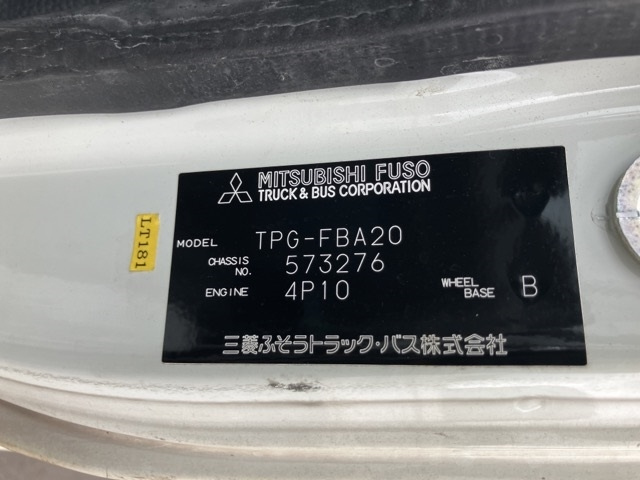 MITSUBISHI FUSO
TRUCK & BUS CORPORATION
MODEL TPG-FBA20
CHASSIS NO. 573276
ENGINE 4P10 WHEEL BASE B
三菱ふそうトラック・バス株式会社
LT181